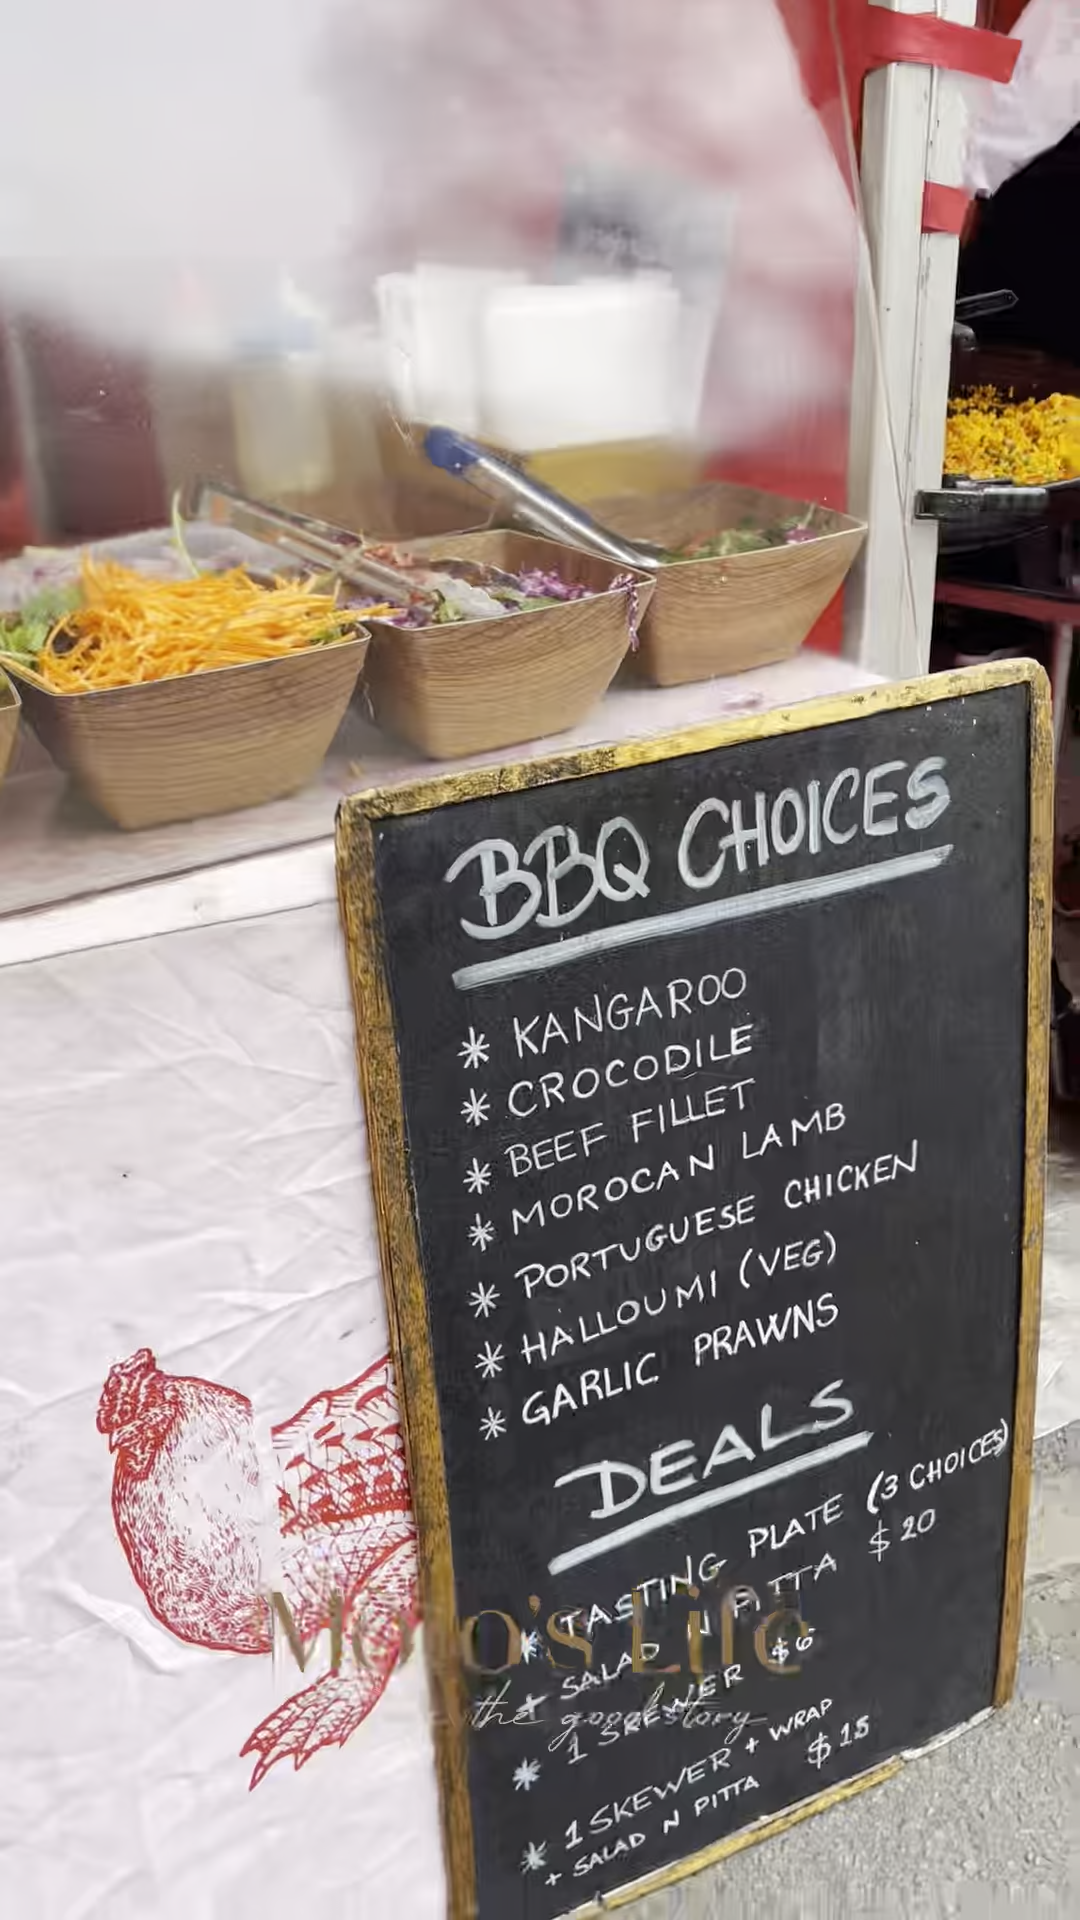 BBQ CHOICES
* KANGAROO
* CROCODILE
* BEEF FILLET
* MOROCAN LAMB
* PORTUGUESE CHICKEN
* HALLOUMI (VEG)
* GARLIC PRAWNS
DEALS
* TASTING PLATE (3 CHOICES)
+ SALAD N PITTA $20
* 1 SKEWER $6
* 1 SKEWER + WRAP
+ SALAD N PITTA $15
Life
the good story